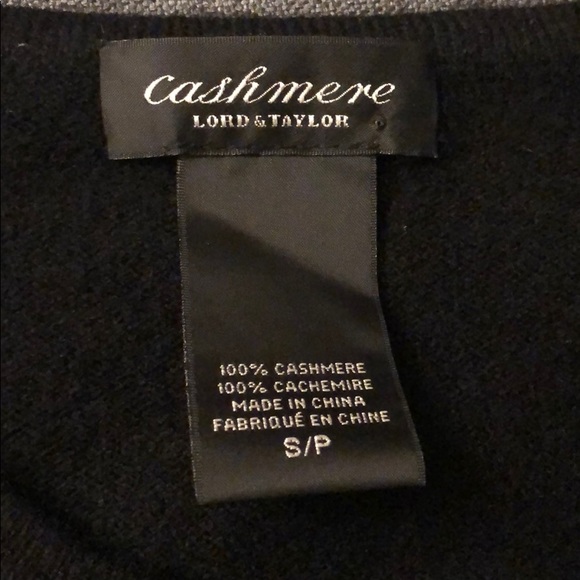 Cashmere
LORD & TAYLOR
100% CASHMERE
100% CACHEMIRE
MADE IN CHINA
FABRIQUÉ EN CHINE
S/P